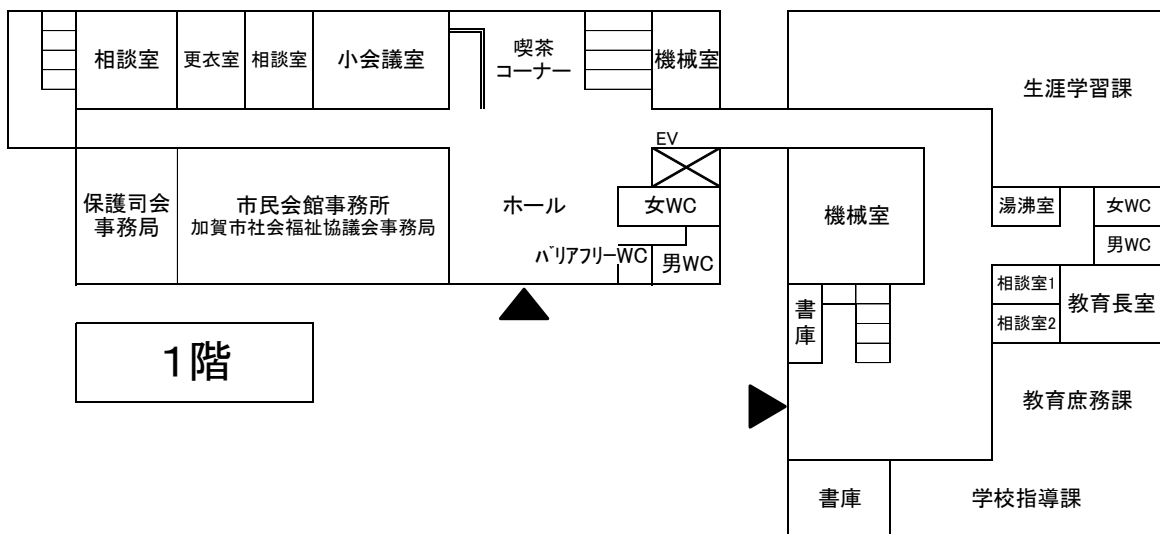 相談室
更衣室
相談室
小会議室
喫茶
コーナー
機械室
生涯学習課
EV
保護司会
事務局
市民会館事務所
加賀市社会福祉協議会事務局
ホール
女WC
バリアフリーWC
男WC
機械室
湯沸室
女WC
男WC
相談室1
相談室2
教育長室
書
庫
1階
教育庶務課
書庫
学校指導課